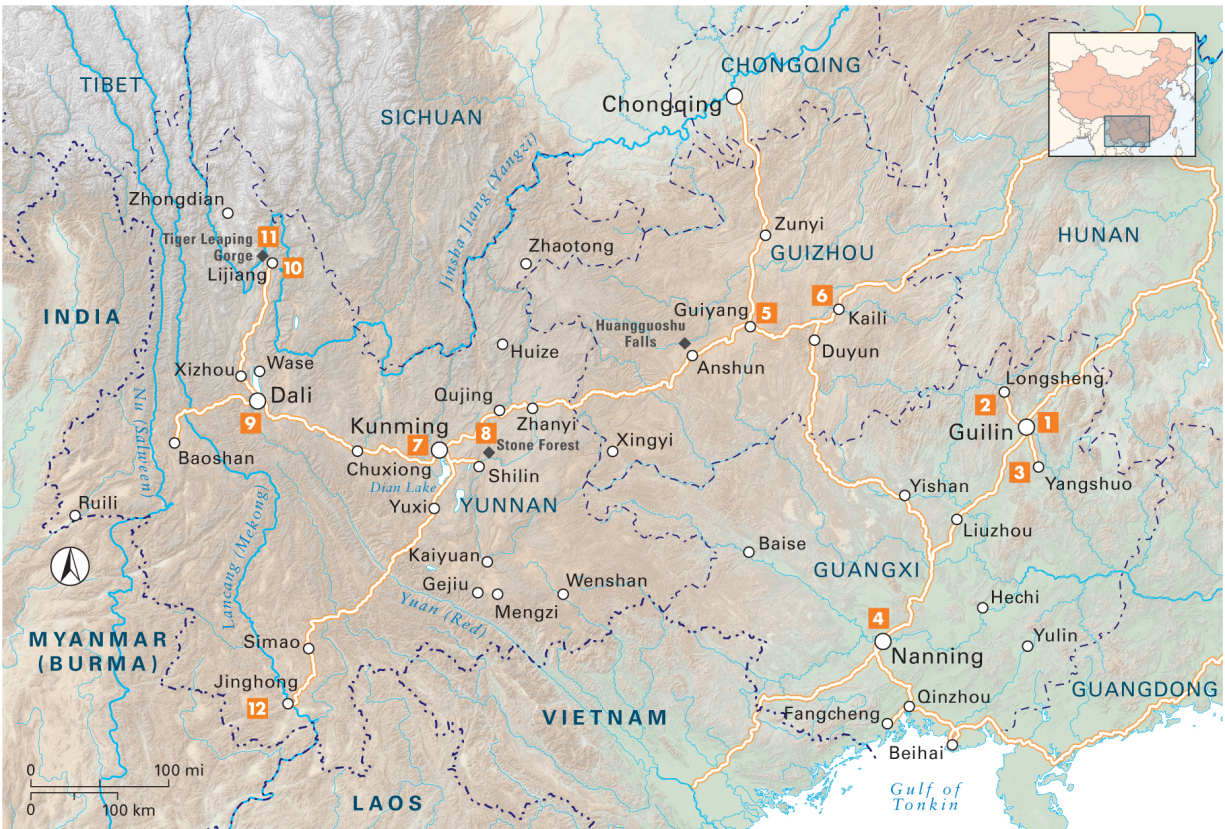 CHONGQING
TIBET
Chongqing
SICHUAN
Jinsha Jiang (Yangzi)
Zhongdian
Zunyi
HUNAN
Tiger Leaping
Gorge
11
Zhaotong
GUIZHOU
Lijiang
10
6
INDIA
Guiyang
5
Kaili
Huangguoshu
Falls
Huize
Duyun
Xizhou
Wase
Anshun
Longsheng
Dali
Qujing
2
9
Kunming
Zhanyi
Guilin
1
7
8
Stone Forest
Xingyi
Nu (Salween)
Baoshan
Chuxiong
Shilin
3
Yangshuo
Dian Lake
Ruili
Yuxi
YUNNAN
Yishan
Liuzhou
Lancang (Mekong)
Kaiyuan
Baise
GUANGXI
Gejiu
Wenshan
Mengzi
Hechi
Yuan (Red)
4
MYANMAR
(BURMA)
Simao
Yulin
Nanning
Jinghong
12
GUANGDONG
VIETNAM
Qinzhou
Fangcheng
Beihai
0
100 mi
0
100 km
LAOS
Gulf of
Tonkin